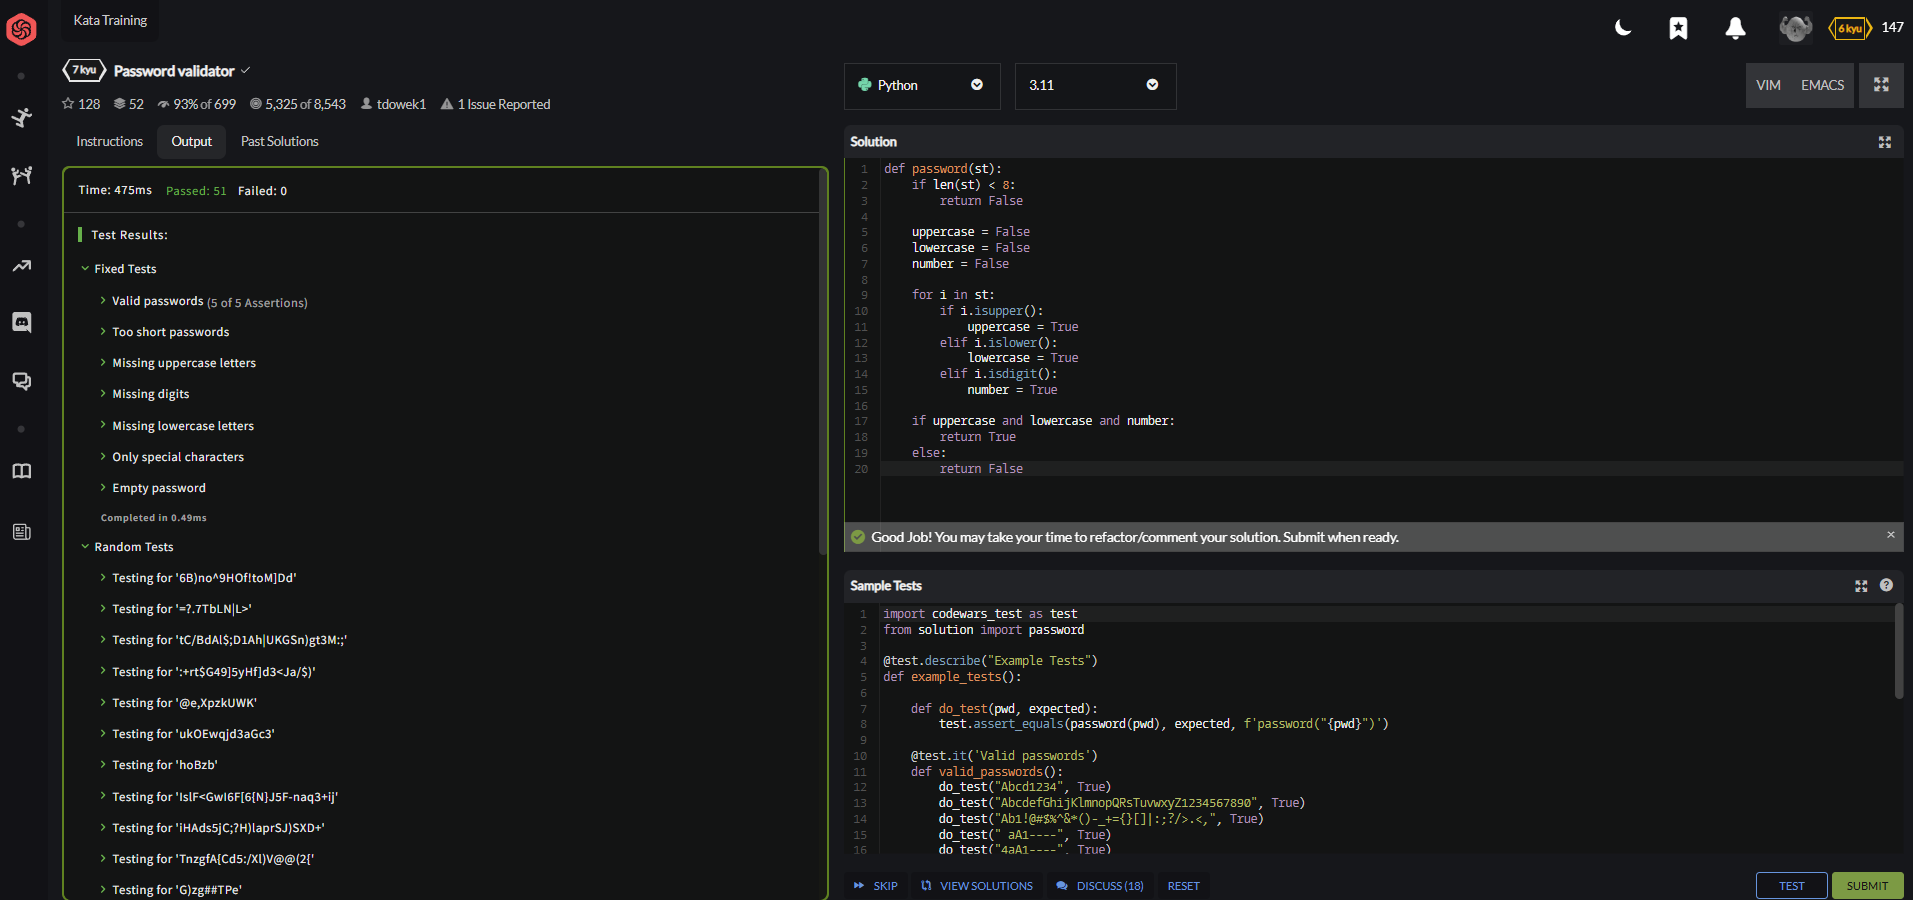 Kata Training
6 kyu 147
7 kyu Password validator
128 52 93% of 699 5,325 of 8,543 tdowek1 1 Issue Reported
Instructions Output Past Solutions
Time: 475ms Passed: 51 Failed: 0
Test Results:
Fixed Tests
Valid passwords (5 of 5 Assertions)
Too short passwords
Missing uppercase letters
Missing digits
Missing lowercase letters
Only special characters
Empty password
Completed in 0.49ms
Random Tests
Testing for '6B)no^9HOf!toM]Dd'
Testing for '=?.7TbLN|L>'
Testing for 'tC/BdAl$;D1Ah|UKGSn)gt3M:;'
Testing for ':+rt$G49]5yHf]d3<Ja/$)'
Testing for '@e,XpzkUWK'
Testing for 'ukOEwqjd3aGc3'
Testing for 'hoBzb'
Testing for 'IslF<GwI6F[6{N}J5F-naq3+ij'
Testing for 'iHAds5jC;?H)laprSJ)SXD+'
Testing for 'TnzgfA[Cd5:/Xl)V@@(2['
Testing for 'G)zg##TPe'
Python 3.11 VIM EMACS
Solution
1 def password(st):
2 if len(st) < 8:
3 return False
4
5 uppercase = False
6 lowercase = False
7 number = False
8
9 for i in st:
10 if i.isupper():
11 uppercase = True
12 elif i.islower():
13 lowercase = True
14 elif i.isdigit():
15 number = True
16
17 if uppercase and lowercase and number:
18 return True
19 else:
20 return False
Good Job! You may take your time to refactor/comment your solution. Submit when ready. ×
Sample Tests ?
1 import codewars_test as test
2 from solution import password
3
4 @test.describe("Example Tests")
5 def example_tests():
6
7 def do_test(pwd, expected):
8 test.assert_equals(password(pwd), expected, f'password("{pwd}")')
9
10 @test.it('Valid passwords')
11 def valid_passwords():
12 do_test("Abcd1234", True)
13 do_test("AbcdefGhijKlmnopQRsTuvwxyZ1234567890", True)
14 do_test("Ab1!@#$%^&*()-_+={}[]|:;?/>.<,", True)
15 do_test(" aA1----", True)
16 do_test("4aA1----", True)
SKIP VIEW SOLUTIONS DISCUSS (18) RESET TEST SUBMIT